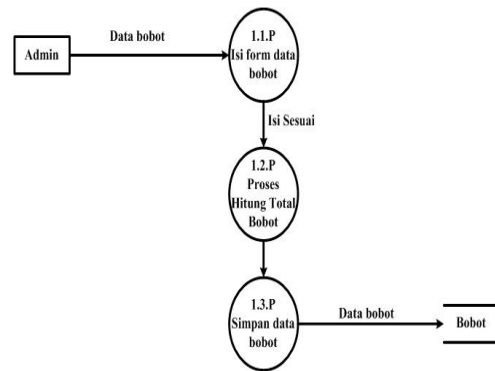 Admin
Data bobot
1.1.P
Isi form data
bobot
Isi Sesuai
1.2.P
Proses
Hitung Total
Bobot
1.3.P
Simpan data
bobot
Data bobot
Bobot